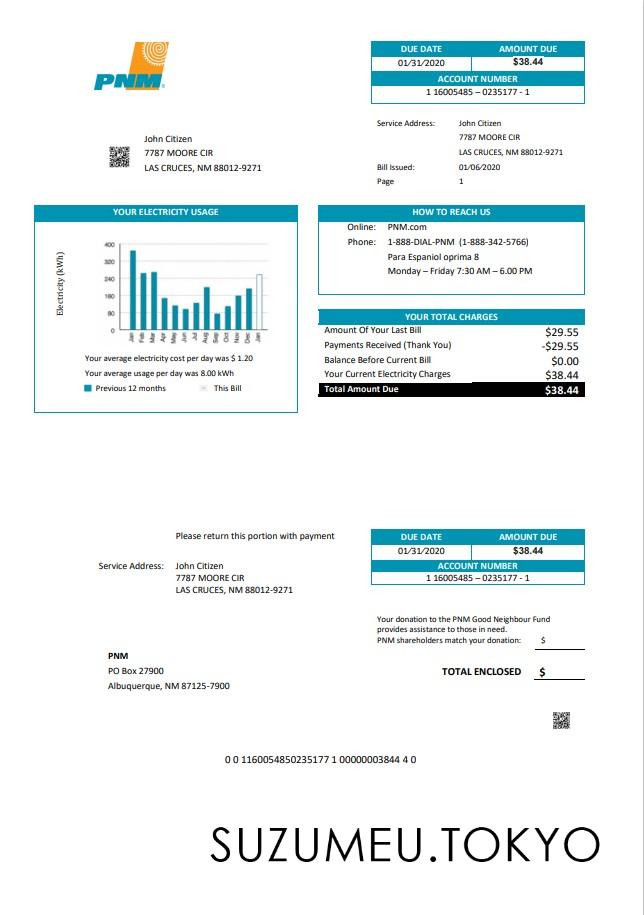 PNM
DUE DATE AMOUNT DUE
01/31/2020 $38.44
ACCOUNT NUMBER
1 16005485 – 0235177 - 1
John Citizen
7787 MOORE CIR
LAS CRUCES, NM 88012-9271
Service Address: John Citizen
7787 MOORE CIR
LAS CRUCES, NM 88012-9271
Bill Issued: 01/06/2020
Page 1
YOUR ELECTRICITY USAGE
Electricity (kWh)
400
320
240
160
80
0
Jan Feb Mar Apr May Jun Jul Aug Sep Oct Nov Dec Jan
Your average electricity cost per day was $ 1.20
Your average usage per day was 8.00 kWh
Previous 12 months This Bill
HOW TO REACH US
Online: PNM.com
Phone: 1-888-DIAL-PNM (1-888-342-5766)
Para Espaniol oprima 8
Monday – Friday 7:30 AM – 6.00 PM
YOUR TOTAL CHARGES
Amount Of Your Last Bill $29.55
Payments Received (Thank You) -$29.55
Balance Before Current Bill $0.00
Your Current Electricity Charges $38.44
Total Amount Due $38.44
Please return this portion with payment
Service Address: John Citizen
7787 MOORE CIR
LAS CRUCES, NM 88012-9271
DUE DATE AMOUNT DUE
01/31/2020 $38.44
ACCOUNT NUMBER
1 16005485 – 0235177 - 1
Your donation to the PNM Good Neighbour Fund
provides assistance to those in need.
PNM shareholders match your donation: $
PNM
PO Box 27900
Albuquerque, NM 87125-7900
TOTAL ENCLOSED $
0 0 1160054850235177 1 00000003844 4 0
SUZUMEU.TOKYO